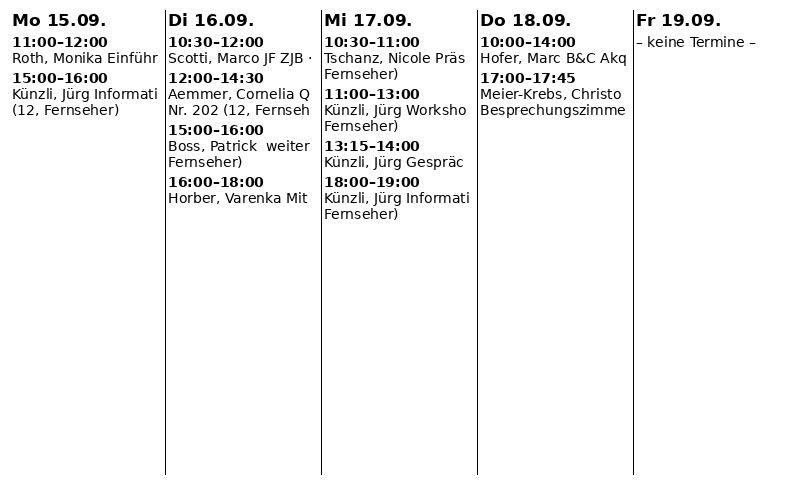 Mo 15.09.
11:00–12:00
Roth, Monika Einführ
15:00–16:00
Künzli, Jürg Informati
(12, Fernseher)
Di 16.09.
10:30–12:00
Scotti, Marco JF ZJB ·
12:00–14:30
Aemmer, Cornelia Q
Nr. 202 (12, Fernseh
15:00–16:00
Boss, Patrick  weiter
Fernseher)
16:00–18:00
Horber, Varenka Mit
Mi 17.09.
10:30–11:00
Tschanz, Nicole Präs
Fernseher)
11:00–13:00
Künzli, Jürg Worksho
Fernseher)
13:15–14:00
Künzli, Jürg Gespräc
18:00–19:00
Künzli, Jürg Informati
Fernseher)
Do 18.09.
10:00–14:00
Hofer, Marc B&C Akq
17:00–17:45
Meier-Krebs, Christo
Besprechungszimme
Fr 19.09.
– keine Termine –